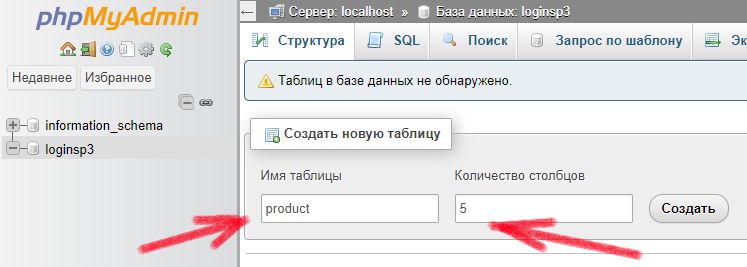 phpMyAdmin
Недавнее Избранное
information_schema
loginsp3
Сервер: localhost » База данных: loginsp3
Структура SQL Поиск Запрос по шаблону Эк
Таблиц в базе данных не обнаружено.
Создать новую таблицу
Имя таблицы Количество столбцов
product 5 Создать